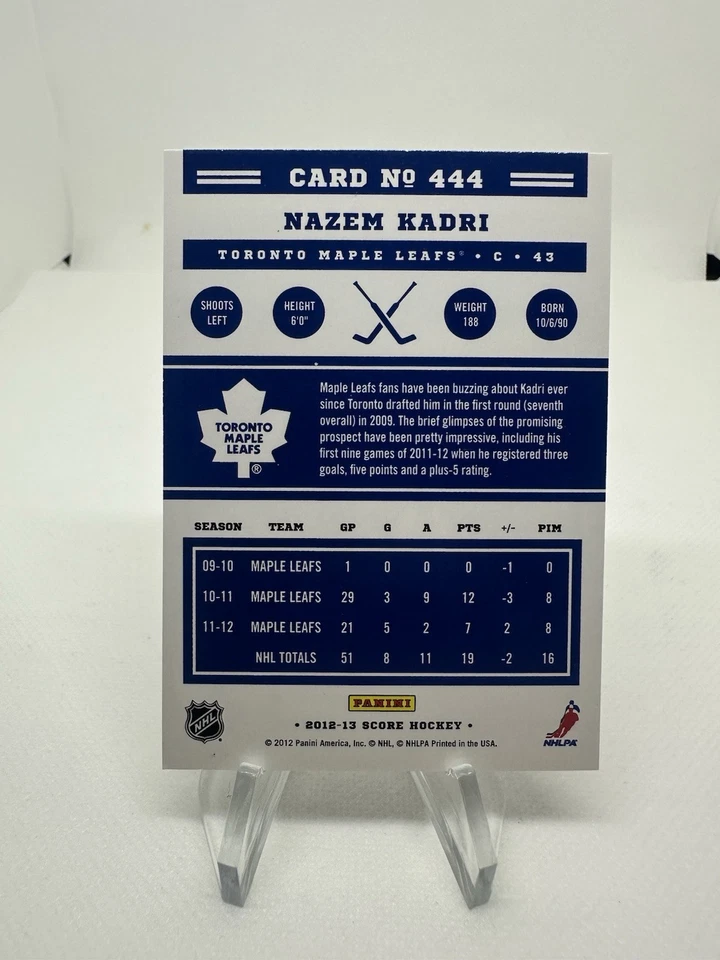 CARD Nº 444
NAZEM KADRI
TORONTO MAPLE LEAFS® • C • 43
SHOOTS
LEFT
HEIGHT
6'0"
WEIGHT
188
BORN
10/6/90
TORONTO
MAPLE
LEAFS
®
Maple Leafs fans have been buzzing about Kadri ever
since Toronto drafted him in the first round (seventh
overall) in 2009. The brief glimpses of the promising
prospect have been pretty impressive, including his
first nine games of 2011-12 when he registered three
goals, five points and a plus-5 rating.
SEASON TEAM GP G A PTS +/- PIM
09-10 MAPLE LEAFS 1 0 0 0 -1 0
10-11 MAPLE LEAFS 29 3 9 12 -3 8
11-12 MAPLE LEAFS 21 5 2 7 2 8
NHL TOTALS 51 8 11 19 -2 16
PANINI
• 2012-13 SCORE HOCKEY •
© 2012 Panini America, Inc. © NHL, © NHLPA Printed in the USA.
NHL
NHLPA